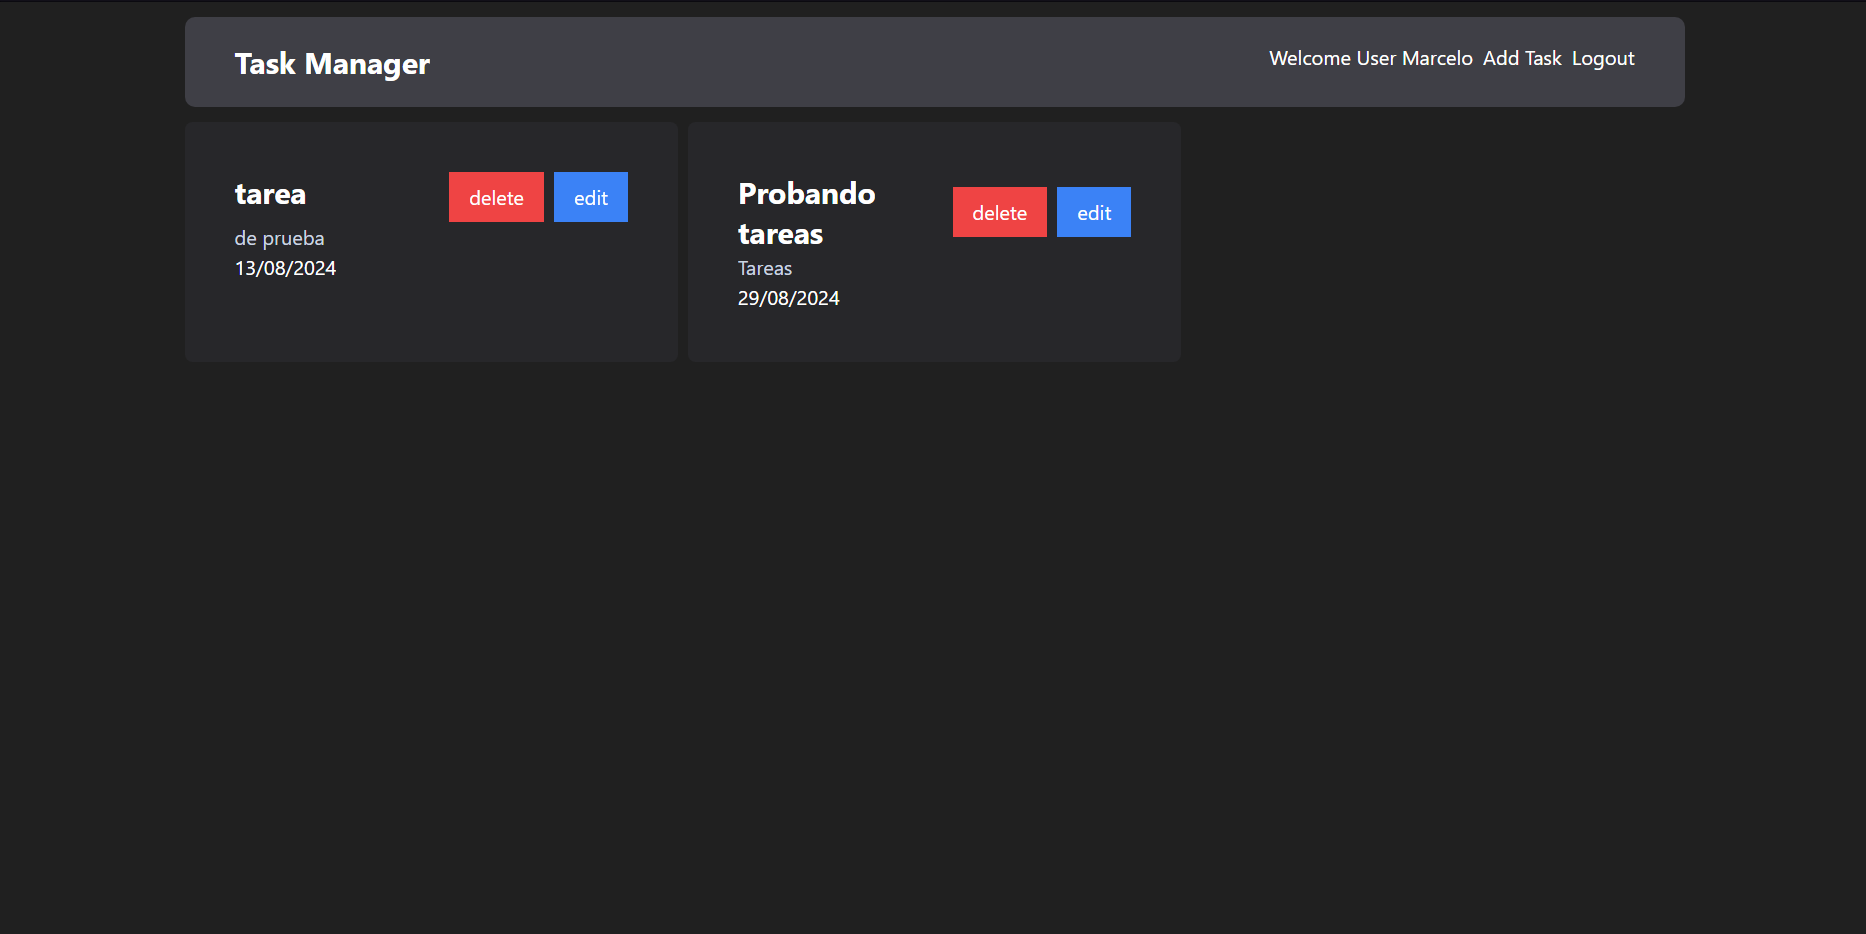 Task Manager
Welcome User Marcelo Add Task Logout
tarea
delete edit
de prueba
13/08/2024
Probando
tareas
delete edit
Tareas
29/08/2024